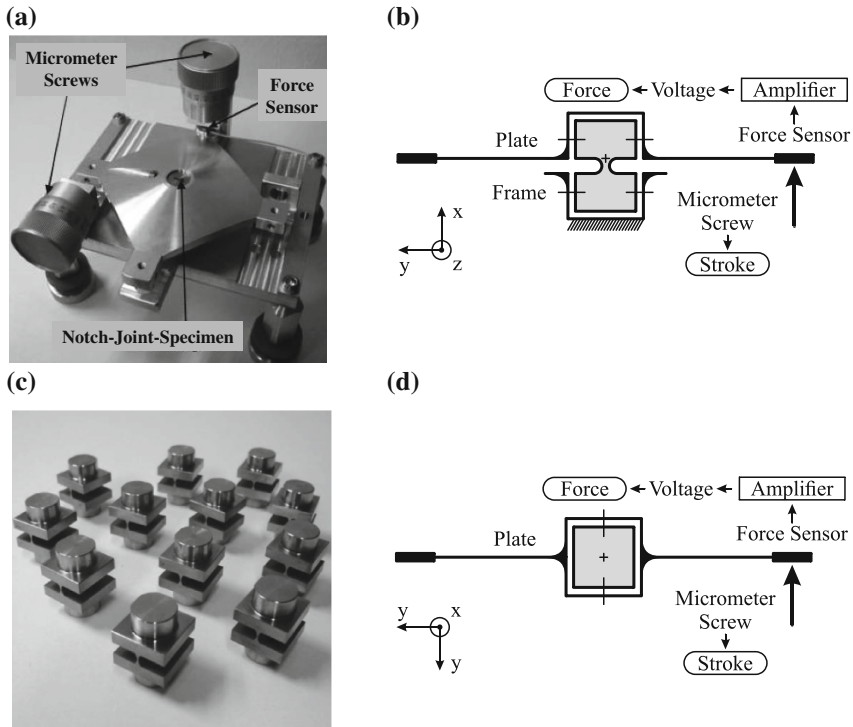 (a)
Micrometer
Screws
Force
Sensor
Notch-Joint-Specimen
(b)
Force
Voltage
Amplifier
Plate
Force Sensor
Frame
Micrometer
Screw
Stroke
x
y
z
(c)
(d)
Force
Voltage
Amplifier
Plate
Force Sensor
Micrometer
Screw
Stroke
y
x
y